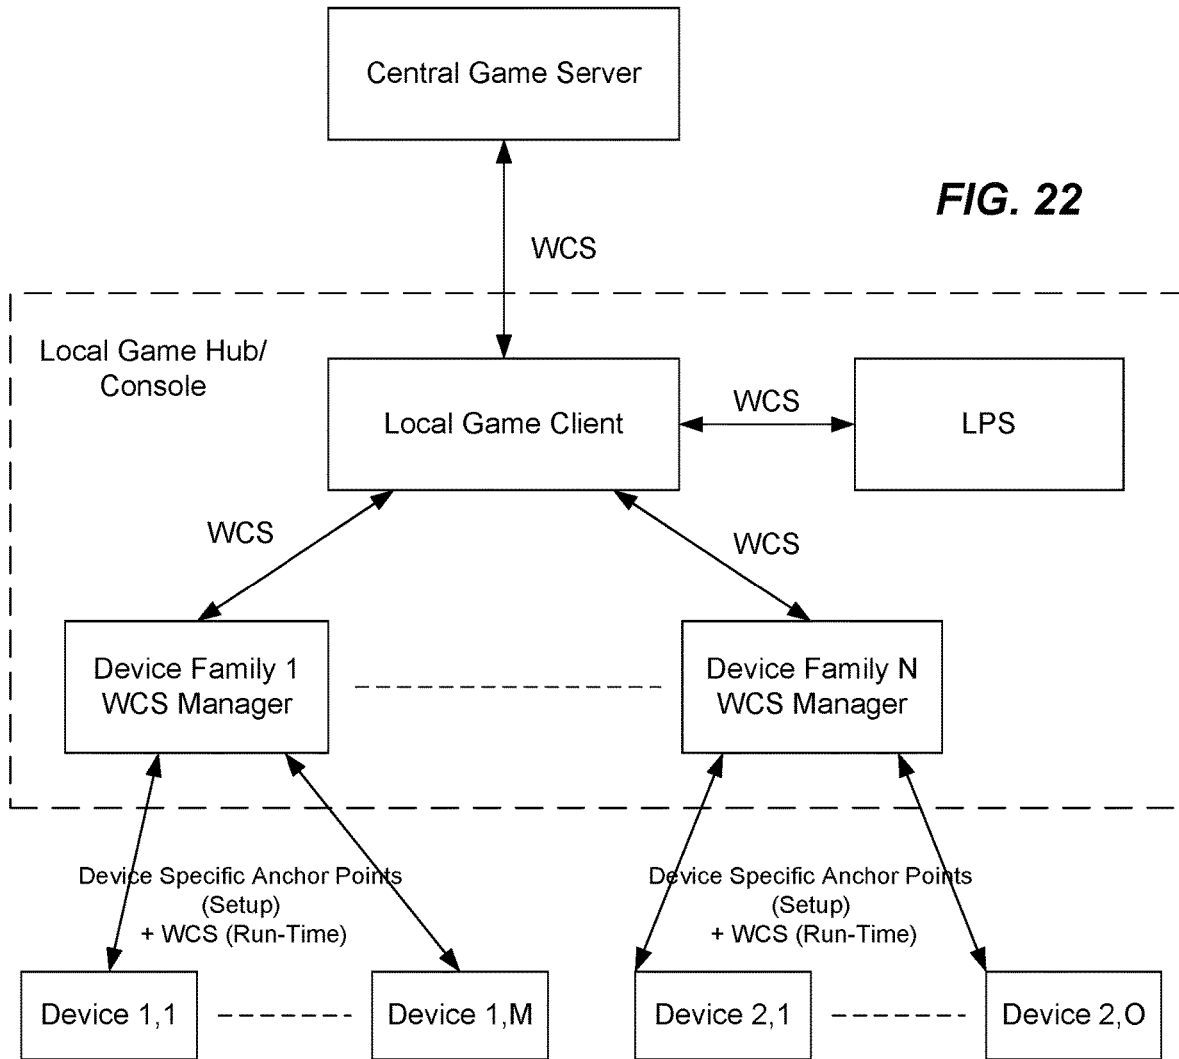 Central Game Server
FIG. 22
WCS
Local Game Hub/
Console
Local Game Client
WCS
LPS
WCS
WCS
Device Family 1
WCS Manager
Device Family N
WCS Manager
Device Specific Anchor Points
(Setup)
+ WCS (Run-Time)
Device Specific Anchor Points
(Setup)
+ WCS (Run-Time)
Device 1,1
Device 1,M
Device 2,1
Device 2,O